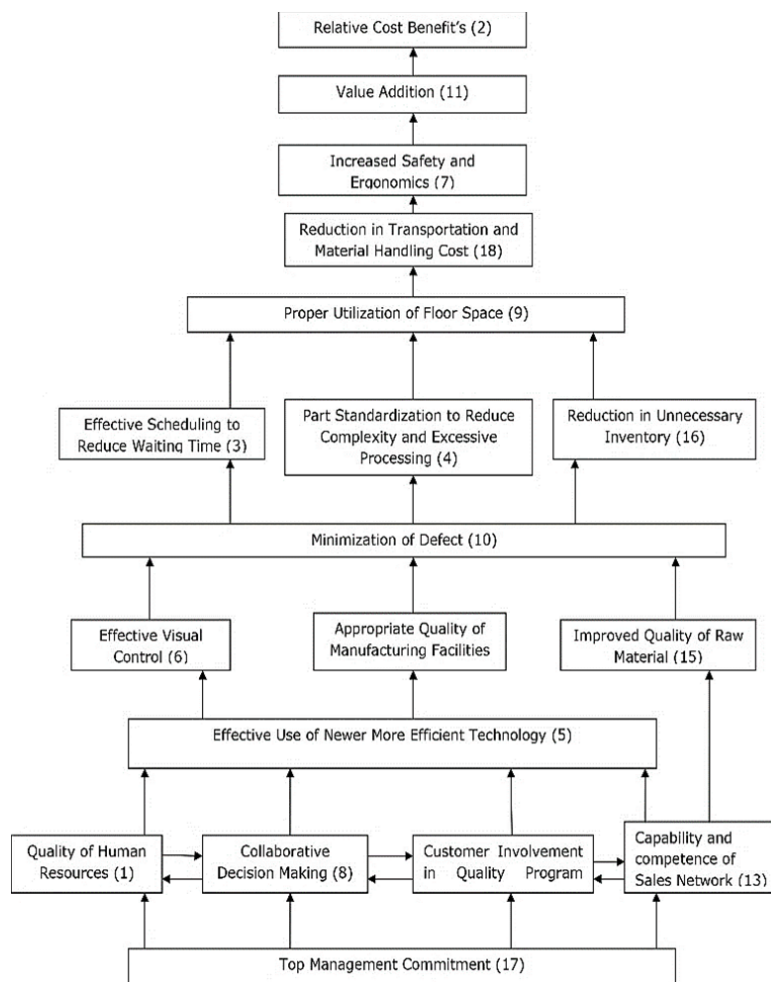 Relative Cost Benefit's (2)
Value Addition (11)
Increased Safety and
Ergonomics (7)
Reduction in Transportation and
Material Handling Cost (18)
Proper Utilization of Floor Space (9)
Effective Scheduling to
Reduce Waiting Time (3)
Part Standardization to Reduce
Complexity and Excessive
Processing (4)
Reduction in Unnecessary
Inventory (16)
Minimization of Defect (10)
Effective Visual
Control (6)
Appropriate Quality of
Manufacturing Facilities
Improved Quality of Raw
Material (15)
Effective Use of Newer More Efficient Technology (5)
Quality of Human
Resources (1)
Collaborative
Decision Making (8)
Customer Involvement
in Quality Program
Capability and
competence of
Sales Network (13)
Top Management Commitment (17)